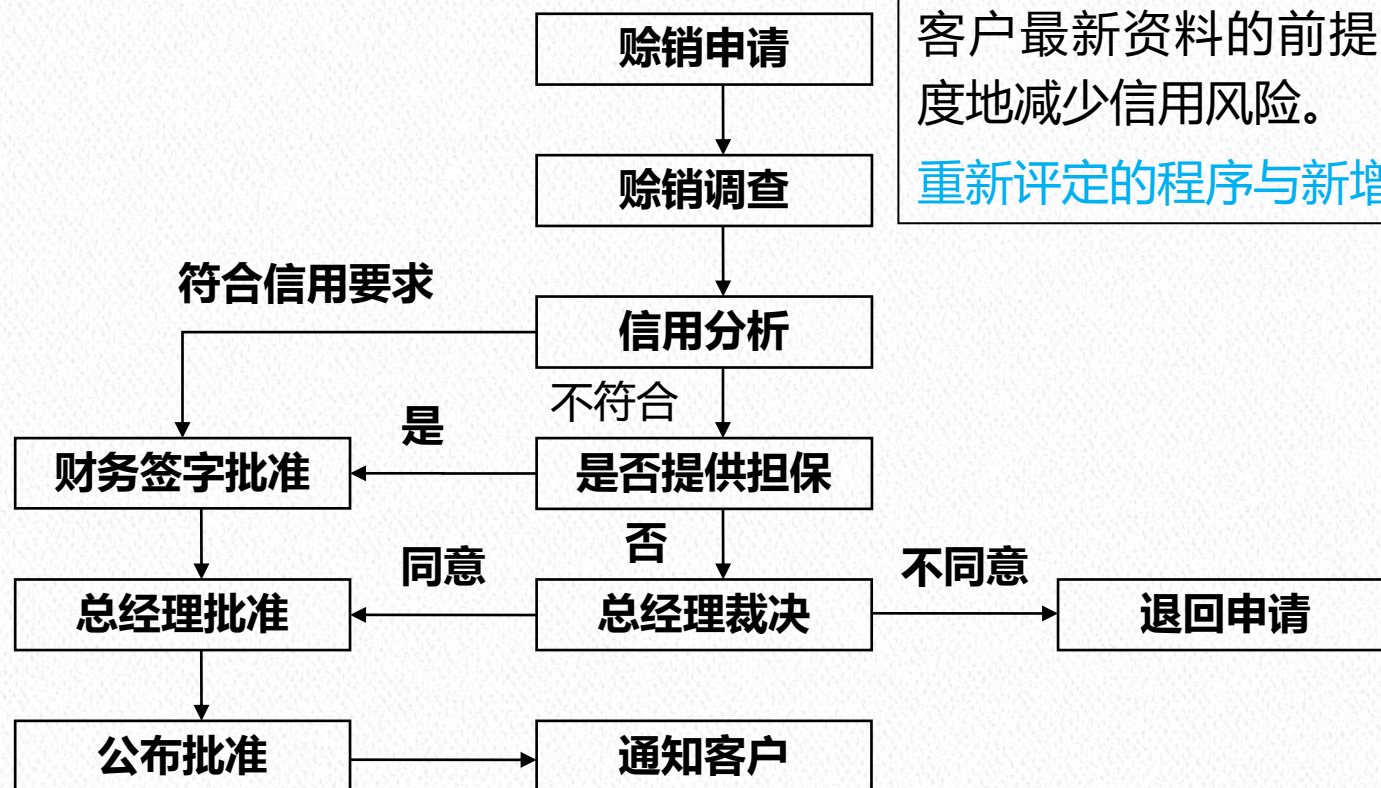 赊销申请
客户最新资料的前提
度地减少信用风险。
赊销调查
重新评定的程序与新增
符合信用要求
信用分析
不符合
是
财务签字批准
是否提供担保
否
同意
不同意
总经理批准
总经理裁决
退回申请
公布批准
通知客户